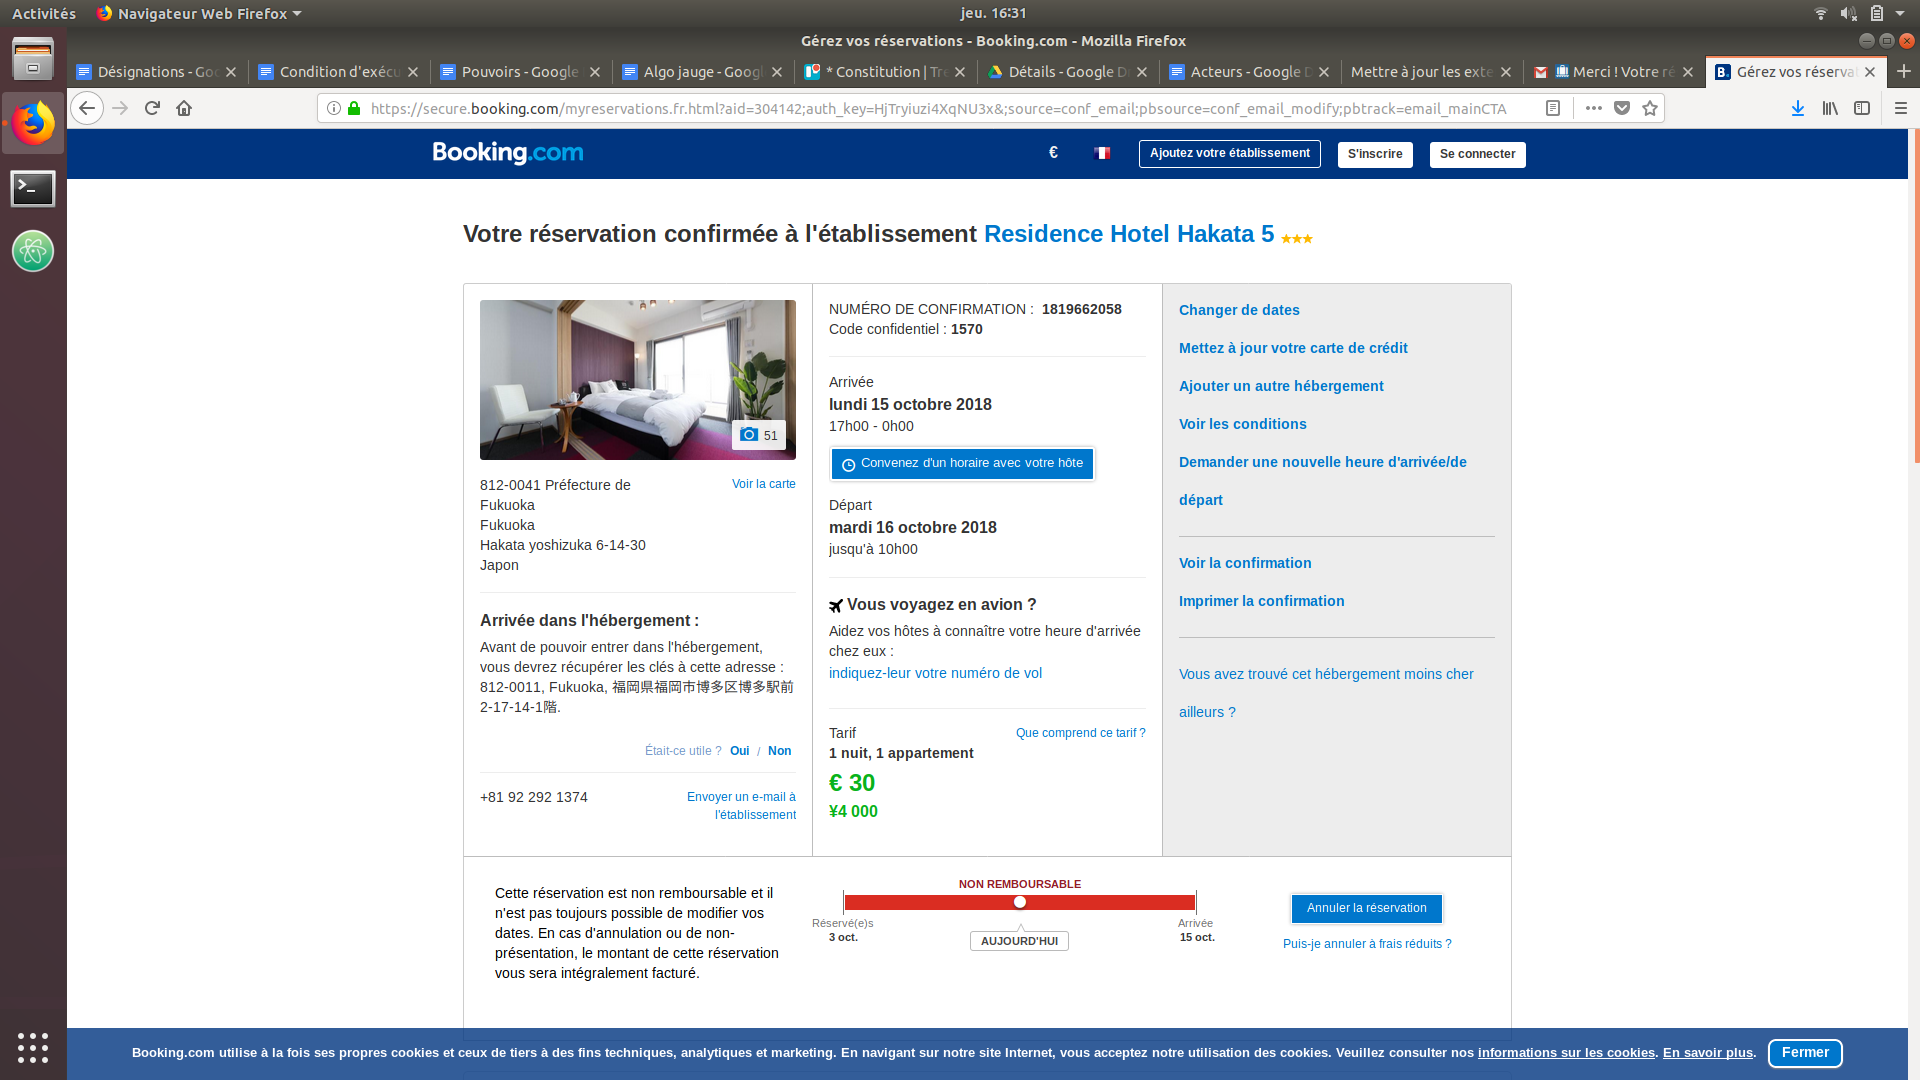 Activités
Navigateur Web Firefox
jeu. 16:31
Gérez vos réservations - Booking.com - Mozilla Firefox
Désignations - Goo
Condition d'exécu
Pouvoirs - Google
Algo jauge - Googl
* Constitution | Tre
Détails - Google Dr
Acteurs - Google D
Mettre à jour les exte
Merci ! Votre ré
B.
Gérez vos réservat
https://secure.booking.com/myreservations.fr.html?aid=304142;auth_key=HjTryiuzi4XqNU3x&;source=conf_email;pbsource=conf_email_modify;pbtrack=email_mainCTA
Booking.com
€
Ajoutez votre établissement
S'inscrire
Se connecter
Votre réservation confirmée à l'établissement Residence Hotel Hakata 5
51
812-0041 Préfecture de
Fukuoka
Fukuoka
Hakata yoshizuka 6-14-30
Japon
Voir la carte
Arrivée dans l'hébergement :
Avant de pouvoir entrer dans l'hébergement,
vous devrez récupérer les clés à cette adresse :
812-0011, Fukuoka, 福岡県福岡市博多区博多駅前
2-17-14-1階.
Était-ce utile ? Oui / Non
+81 92 292 1374
Envoyer un e-mail à
l'établissement
NUMÉRO DE CONFIRMATION : 1819662058
Code confidentiel : 1570
Arrivée
lundi 15 octobre 2018
17h00 - 0h00
Convenez d'un horaire avec votre hôte
Départ
mardi 16 octobre 2018
jusqu'à 10h00
Vous voyagez en avion ?
Aidez vos hôtes à connaître votre heure d'arrivée
chez eux :
indiquez-leur votre numéro de vol
Tarif
Que comprend ce tarif ?
1 nuit, 1 appartement
€ 30
¥4 000
Changer de dates
Mettez à jour votre carte de crédit
Ajouter un autre hébergement
Voir les conditions
Demander une nouvelle heure d'arrivée/de
départ
Voir la confirmation
Imprimer la confirmation
Vous avez trouvé cet hébergement moins cher
ailleurs ?
Cette réservation est non remboursable et il
n'est pas toujours possible de modifier vos
dates. En cas d'annulation ou de non-
présentation, le montant de cette réservation
vous sera intégralement facturé.
NON REMBOURSABLE
Réservé(e)s
3 oct.
AUJOURD'HUI
Arrivée
15 oct.
Annuler la réservation
Puis-je annuler à frais réduits ?
Booking.com utilise à la fois ses propres cookies et ceux de tiers à des fins techniques, analytiques et marketing. En navigant sur notre site Internet, vous acceptez notre utilisation des cookies. Veuillez consulter nos informations sur les cookies. En savoir plus.
Fermer